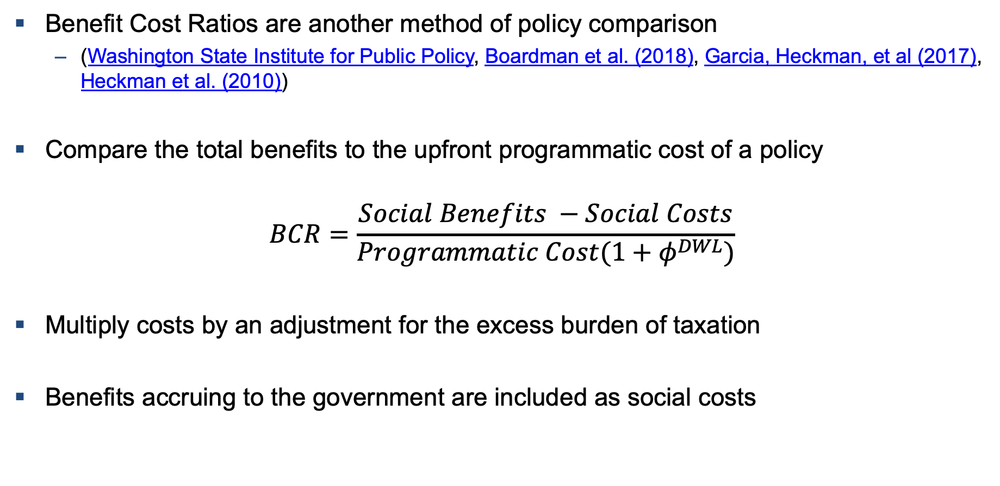 ▪ Benefit Cost Ratios are another method of policy comparison
– (Washington State Institute for Public Policy, Boardman et al. (2018), Garcia, Heckman, et al (2017),
Heckman et al. (2010))
▪ Compare the total benefits to the upfront programmatic cost of a policy
BCR = \frac{Social Benefits − Social Costs}{Programmatic Cost(1 + ϕ^{DWL})}
▪ Multiply costs by an adjustment for the excess burden of taxation
▪ Benefits accruing to the government are included as social costs